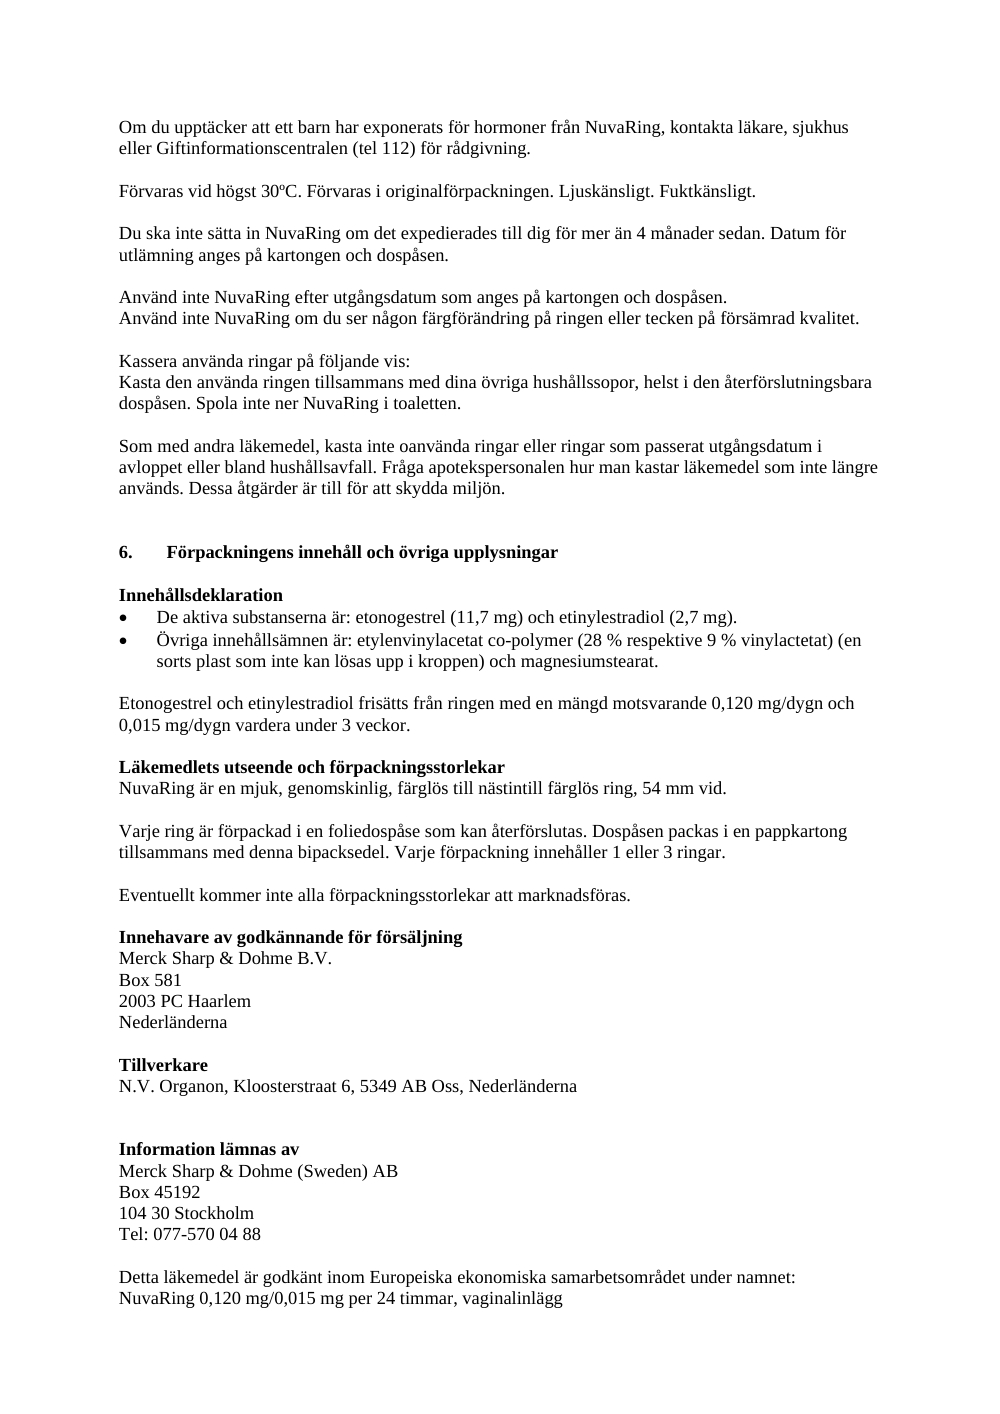 Om du upptäcker att ett barn har exponerats för hormoner från NuvaRing, kontakta läkare, sjukhus
eller Giftinformationscentralen (tel 112) för rådgivning.
Förvaras vid högst 30ºC. Förvaras i originalförpackningen. Ljuskänsligt. Fuktkänsligt.
Du ska inte sätta in NuvaRing om det expedierades till dig för mer än 4 månader sedan. Datum för
utlämning anges på kartongen och dospåsen.
Använd inte NuvaRing efter utgångsdatum som anges på kartongen och dospåsen.
Använd inte NuvaRing om du ser någon färgförändring på ringen eller tecken på försämrad kvalitet.
Kassera använda ringar på följande vis:
Kasta den använda ringen tillsammans med dina övriga hushållssopor, helst i den återförslutningsbara
dospåsen. Spola inte ner NuvaRing i toaletten.
Som med andra läkemedel, kasta inte oanvända ringar eller ringar som passerat utgångsdatum i
avloppet eller bland hushållsavfall. Fråga apotekspersonalen hur man kastar läkemedel som inte längre
används. Dessa åtgärder är till för att skydda miljön.
6. Förpackningens innehåll och övriga upplysningar
Innehållsdeklaration
• De aktiva substanserna är: etonogestrel (11,7 mg) och etinylestradiol (2,7 mg).
• Övriga innehållsämnen är: etylenvinylacetat co-polymer (28 % respektive 9 % vinylactetat) (en
sorts plast som inte kan lösas upp i kroppen) och magnesiumstearat.
Etonogestrel och etinylestradiol frisätts från ringen med en mängd motsvarande 0,120 mg/dygn och
0,015 mg/dygn vardera under 3 veckor.
Läkemedlets utseende och förpackningsstorlekar
NuvaRing är en mjuk, genomskinlig, färglös till nästintill färglös ring, 54 mm vid.
Varje ring är förpackad i en foliedospåse som kan återförslutas. Dospåsen packas i en pappkartong
tillsammans med denna bipacksedel. Varje förpackning innehåller 1 eller 3 ringar.
Eventuellt kommer inte alla förpackningsstorlekar att marknadsföras.
Innehavare av godkännande för försäljning
Merck Sharp & Dohme B.V.
Box 581
2003 PC Haarlem
Nederländerna
Tillverkare
N.V. Organon, Kloosterstraat 6, 5349 AB Oss, Nederländerna
Information lämnas av
Merck Sharp & Dohme (Sweden) AB
Box 45192
104 30 Stockholm
Tel: 077-570 04 88
Detta läkemedel är godkänt inom Europeiska ekonomiska samarbetsområdet under namnet:
NuvaRing 0,120 mg/0,015 mg per 24 timmar, vaginalinlägg